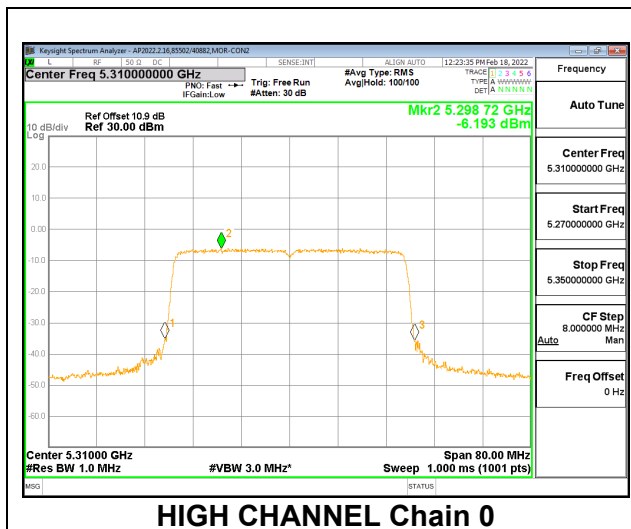 Keysight Spectrum Analyzer - AP2022.2.16,85502/40882,MOR-CON2
L RF 50 Ω DC SENSE:INT ALIGN AUTO 12:23:35 PM Feb 18, 2022
Center Freq 5.310000000 GHz #Avg Type: RMS TRACE 1 2 3 4 5 6 Frequency
PNO: Fast Trig: Free Run Avg|Hold: 100/100 TYPE A WWWWW
IFGain:Low #Atten: 30 dB DET A N N N N N
Auto Tune
Mkr2 5.298 72 GHz
-6.193 dBm
Ref Offset 10.9 dB
10 dB/div Ref 30.00 dBm
Log
20.0
10.0
0.00
-10.0
-20.0
-30.0
-40.0
-50.0
-60.0
2
1
3
Center Freq
5.310000000 GHz
Start Freq
5.270000000 GHz
Stop Freq
5.350000000 GHz
CF Step
8.000000 MHz
Auto Man
Freq Offset
0 Hz
Center 5.31000 GHz Span 80.00 MHz
#Res BW 1.0 MHz #VBW 3.0 MHz* Sweep 1.000 ms (1001 pts)
MSG STATUS
HIGH CHANNEL Chain 0